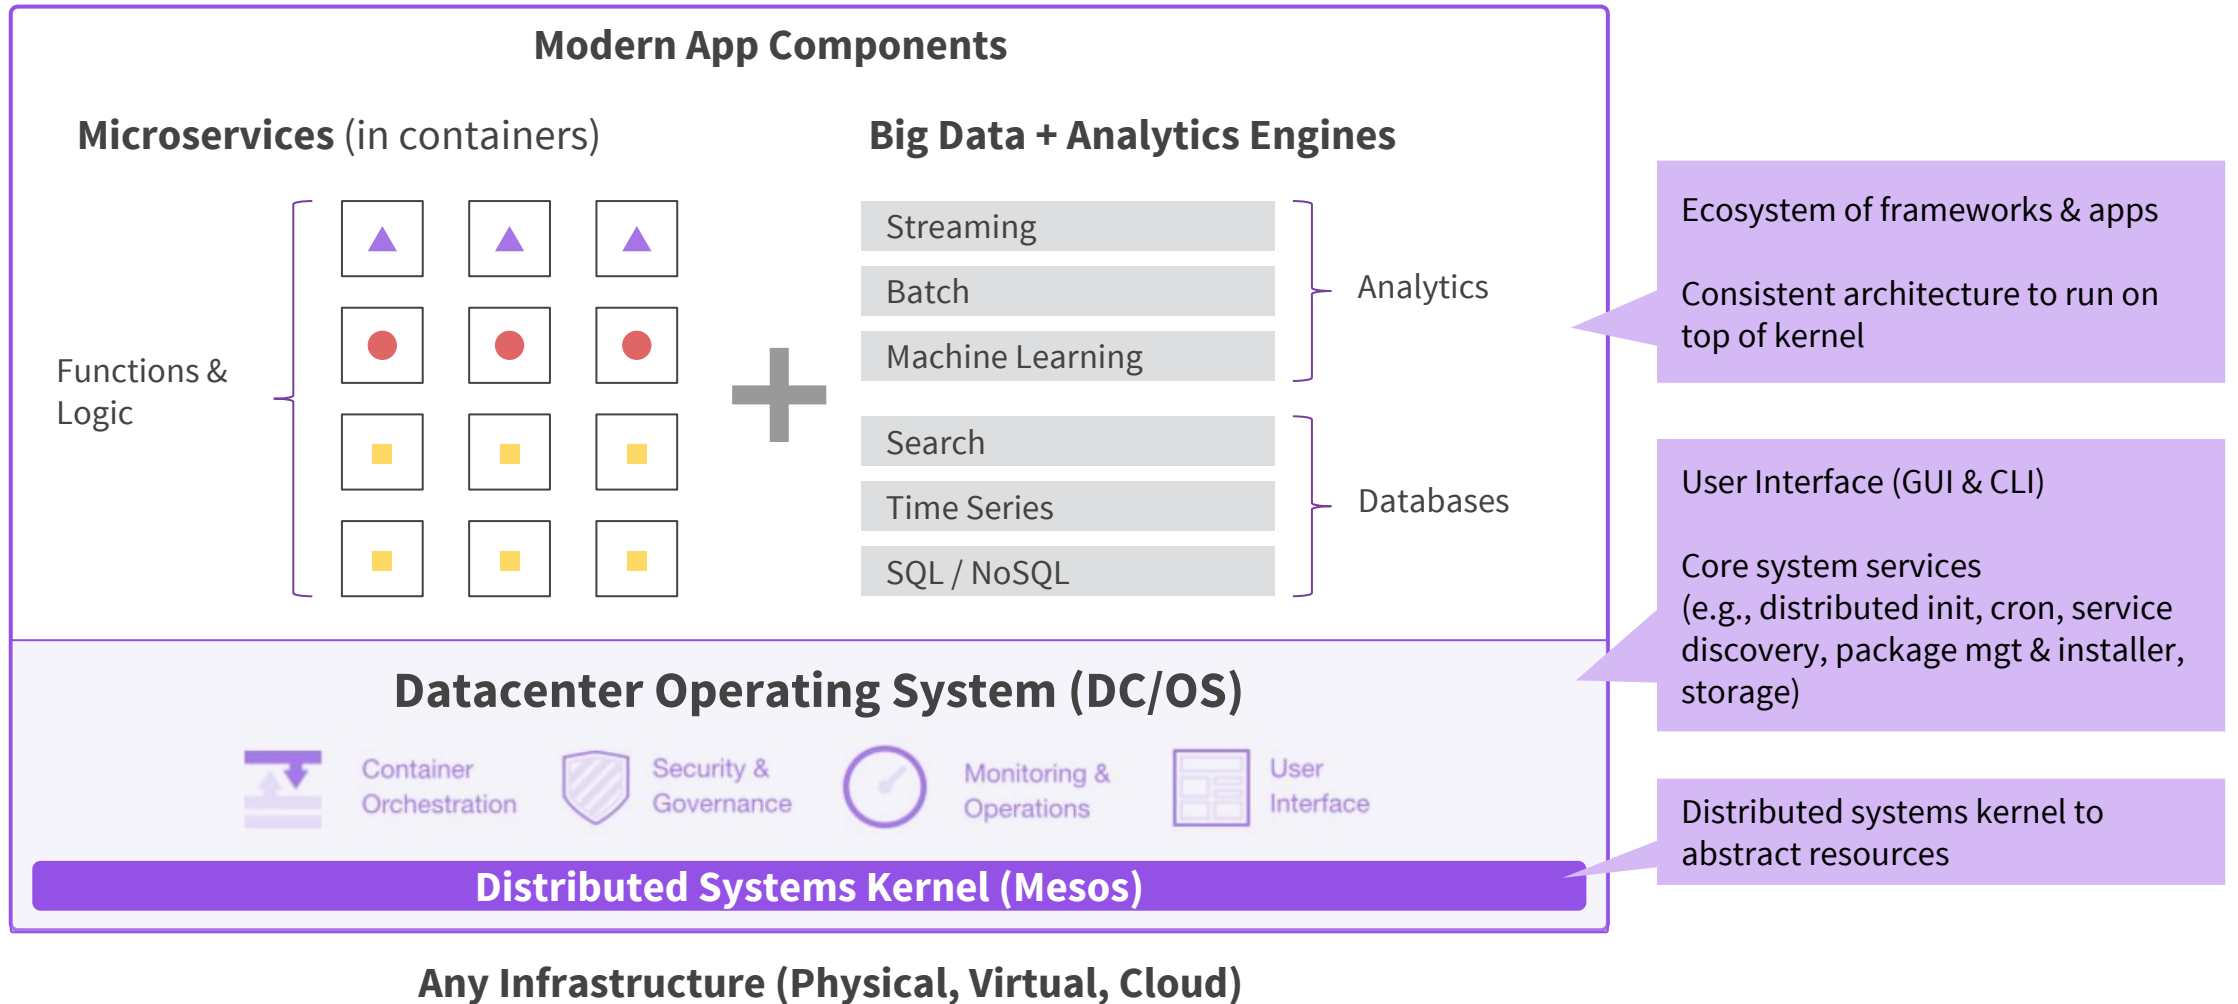 Modern App Components
Microservices (in containers)
Big Data + Analytics Engines
Functions &
Logic
Streaming
Batch
Machine Learning
Analytics
Search
Time Series
SQL / NoSQL
Databases
Ecosystem of frameworks & apps
Consistent architecture to run on
top of kernel
User Interface (GUI & CLI)
Core system services
(e.g., distributed init, cron, service
discovery, package mgt & installer,
storage)
Datacenter Operating System (DC/OS)
Container
Orchestration
Security &
Governance
Monitoring &
Operations
User
Interface
Distributed systems kernel to
abstract resources
Distributed Systems Kernel (Mesos)
Any Infrastructure (Physical, Virtual, Cloud)